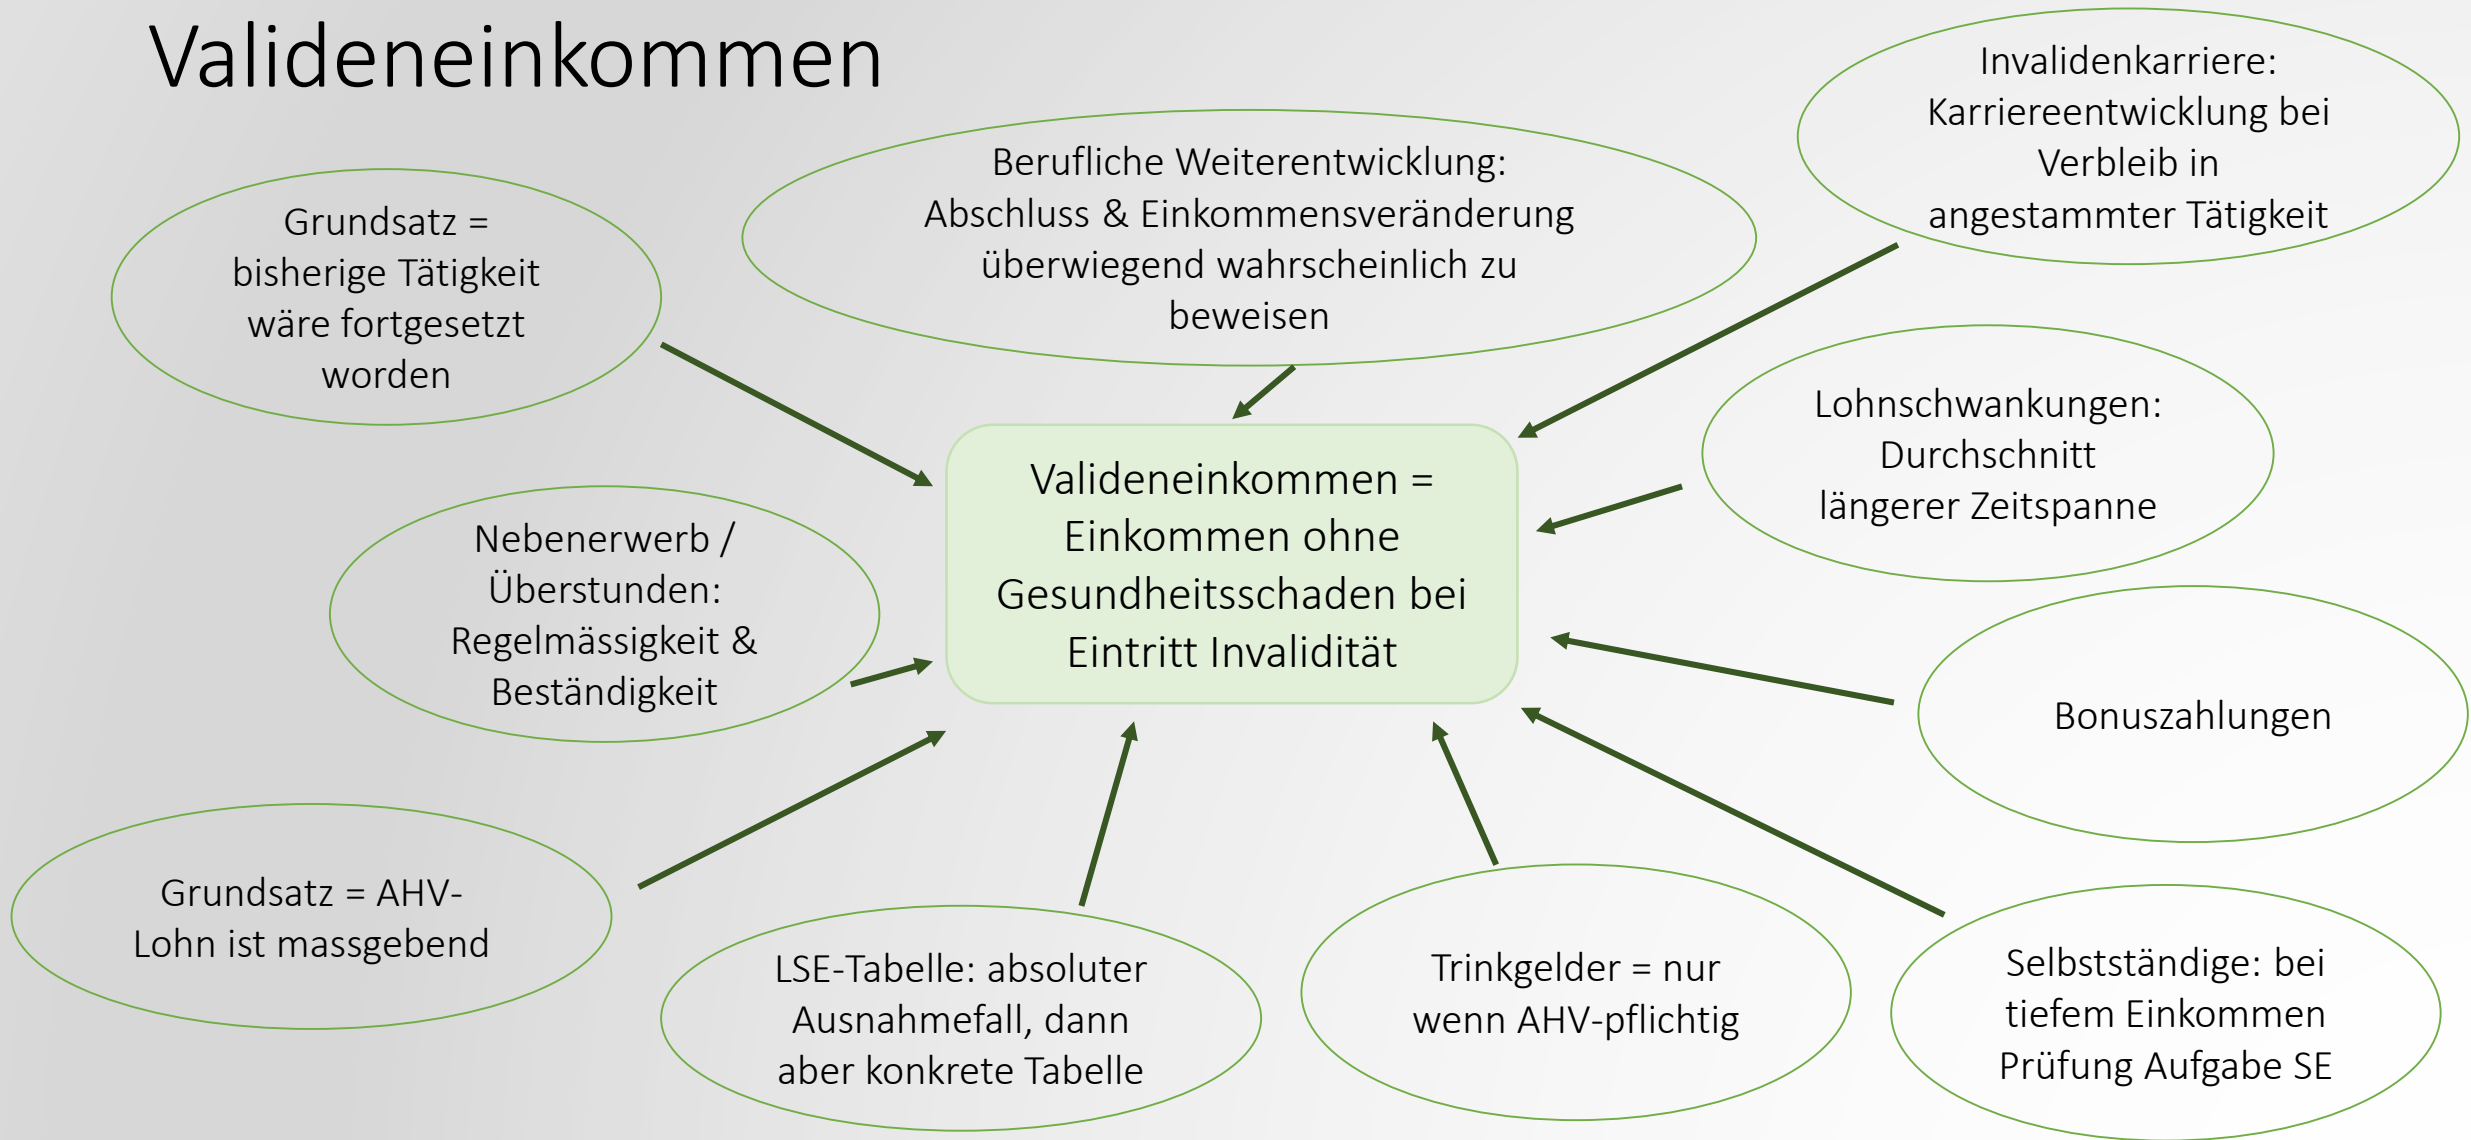 Valideneinkommen
Invalidenkarriere:
Karriereentwicklung bei
Verbleib in
angestammter Tätigkeit
Berufliche Weiterentwicklung:
Abschluss & Einkommensveränderung
überwiegend wahrscheinlich zu
beweisen
Grundsatz =
bisherige Tätigkeit
wäre fortgesetzt
worden
Lohnschwankungen:
Durchschnitt
längerer Zeitspanne
Valideneinkommen =
Einkommen ohne
Gesundheitsschaden bei
Eintritt Invalidität
Nebenerwerb /
Überstunden:
Regelmässigkeit &
Beständigkeit
Bonuszahlungen
Grundsatz = AHV-
Lohn ist massgebend
LSE-Tabelle: absoluter
Ausnahmefall, dann
aber konkrete Tabelle
Trinkgelder = nur
wenn AHV-pflichtig
Selbstständige: bei
tiefem Einkommen
Prüfung Aufgabe SE